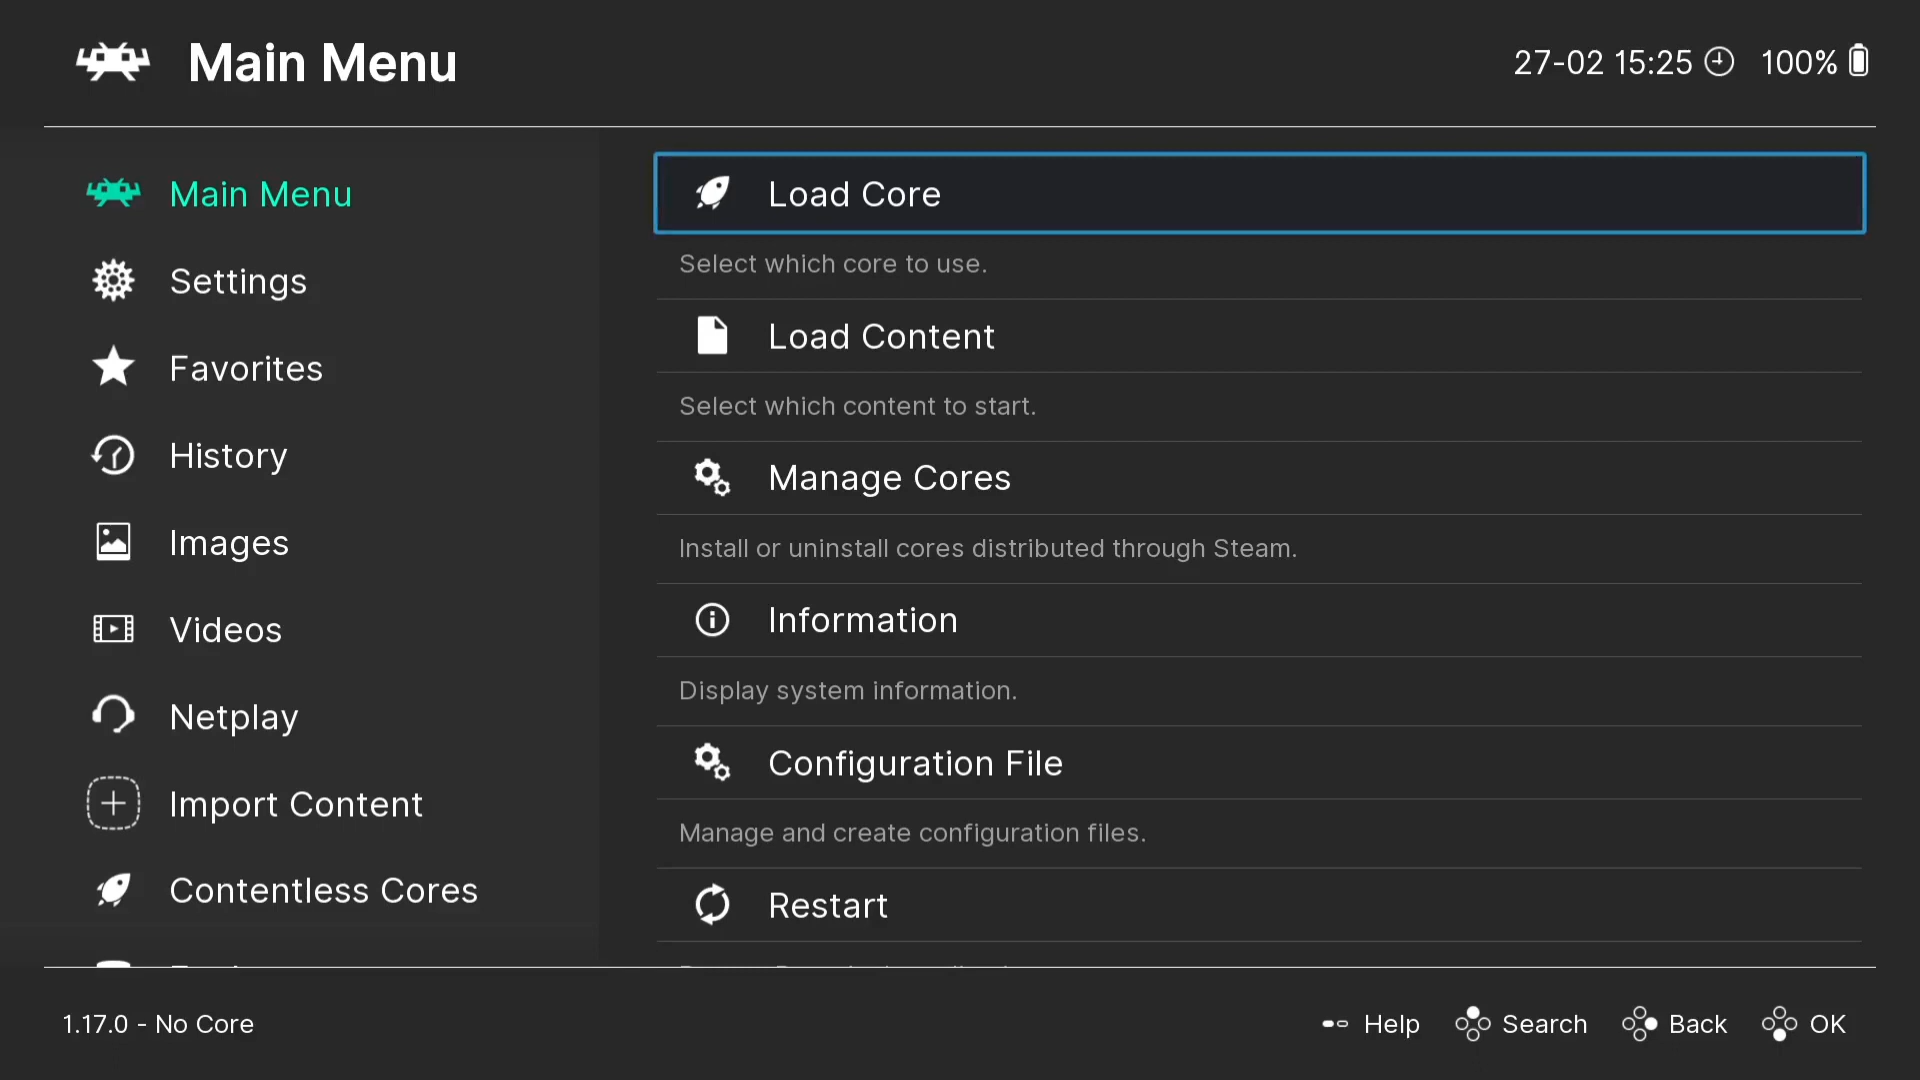 Main Menu
27-02 15:25 100%
Main Menu
Settings
Favorites
History
Images
Videos
Netplay
Import Content
Contentless Cores
Load Core
Select which core to use.
Load Content
Select which content to start.
Manage Cores
Install or uninstall cores distributed through Steam.
Information
Display system information.
Configuration File
Manage and create configuration files.
Restart
1.17.0 - No Core
Help Search Back OK